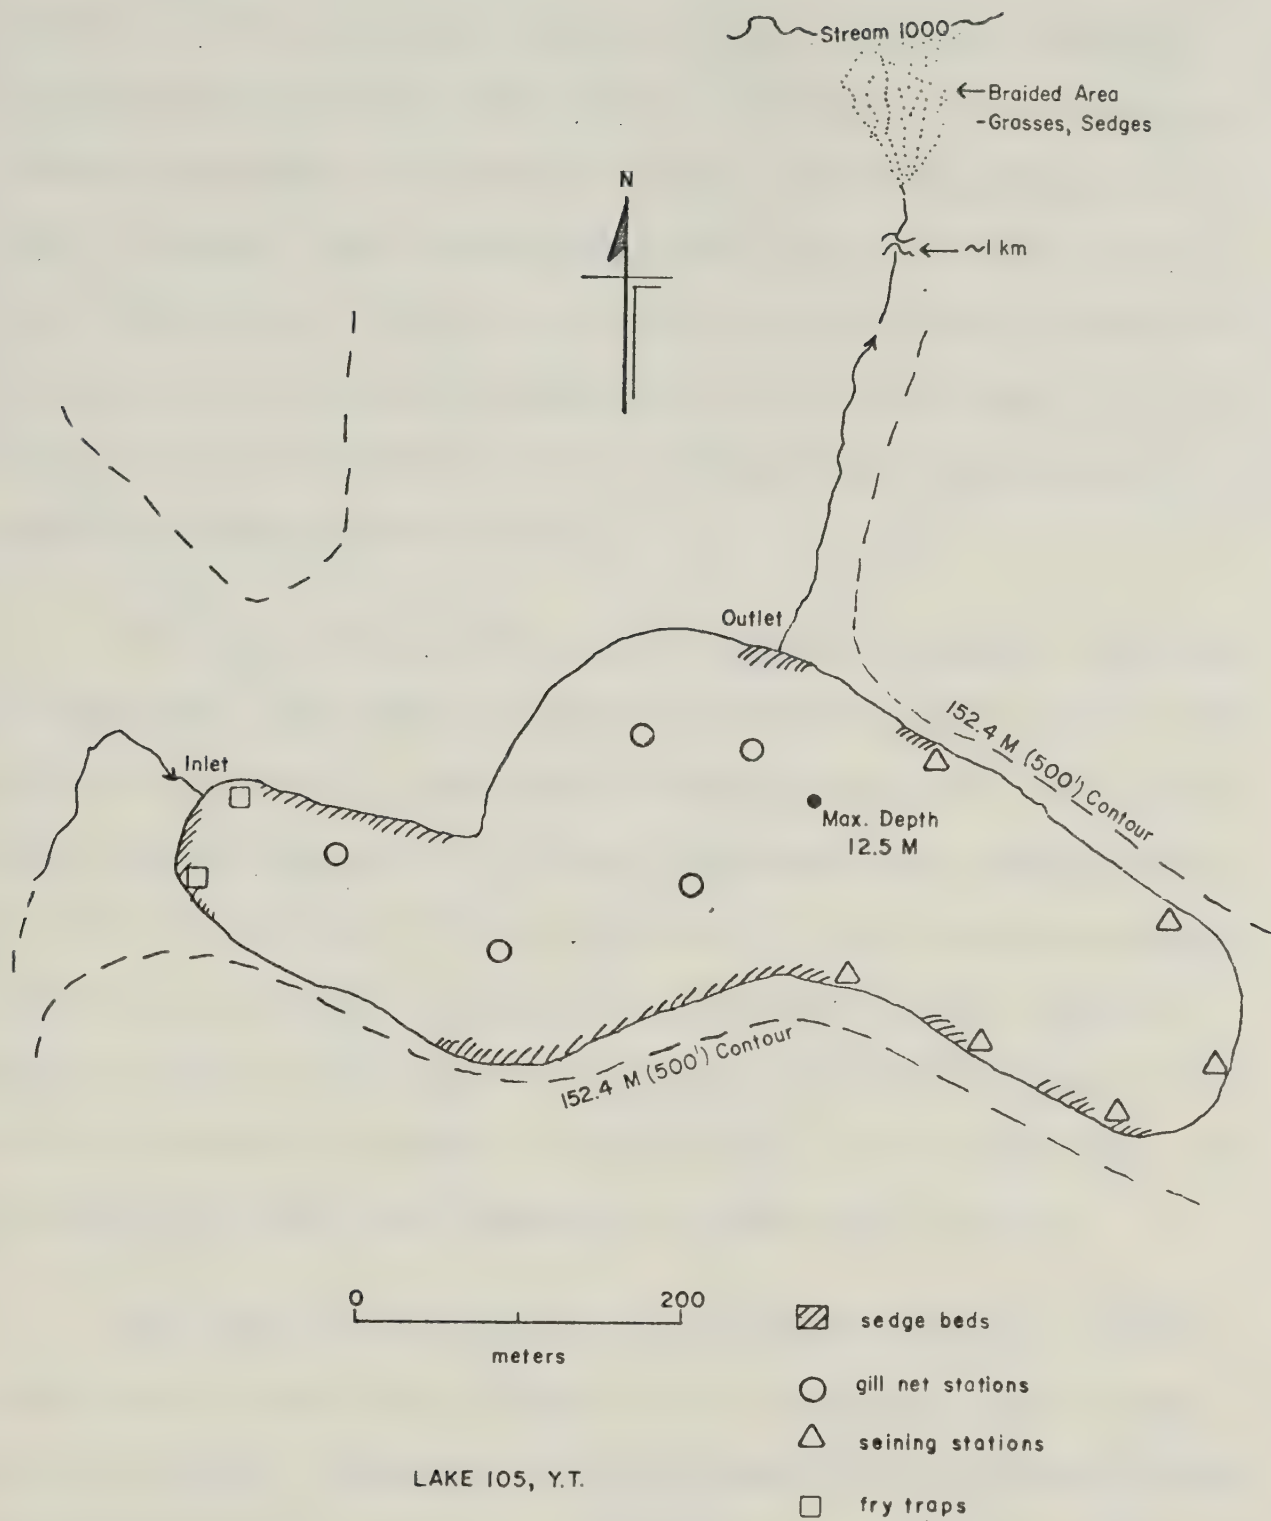 Stream 1000
Braided Area
-Grasses, Sedges
N
~1 km
Outlet
152.4 M (500') Contour
Inlet
Max. Depth
12.5 M
152.4 M (500') Contour
0 200
meters
sedge beds
gill net stations
seining stations
LAKE 105, Y.T.
fry traps